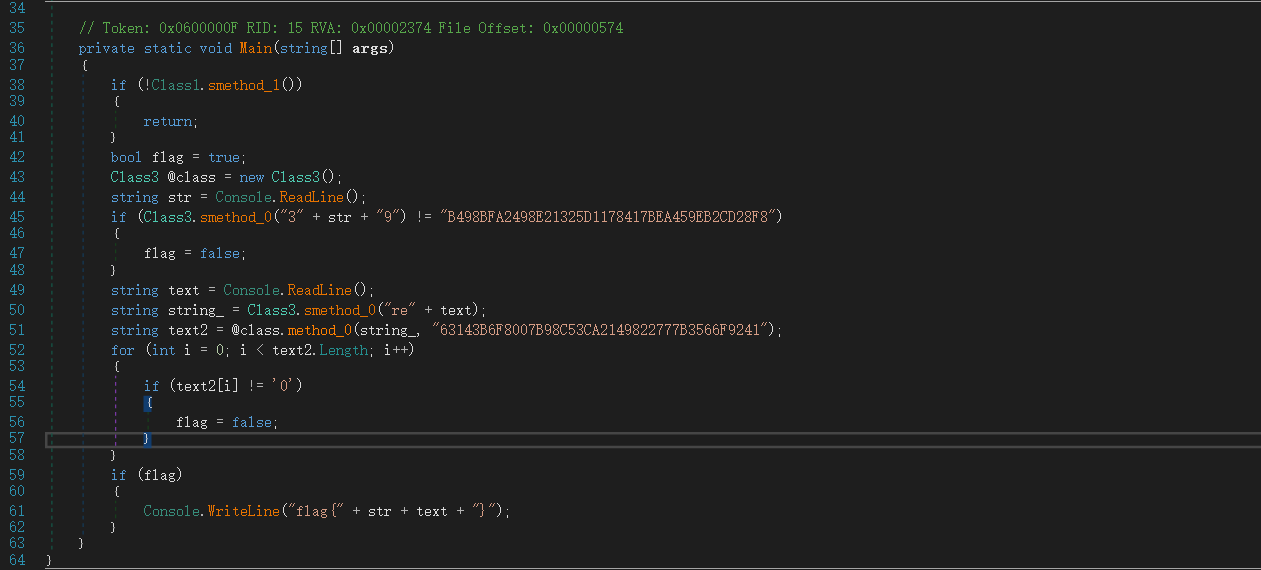 34
35 // Token: 0x0600000F RID: 15 RVA: 0x00002374 File Offset: 0x00000574
36 private static void Main(string[] args)
37 {
38 if (!Class1.smethod_1())
39 {
40 return;
41 }
42 bool flag = true;
43 Class3 @class = new Class3();
44 string str = Console.ReadLine();
45 if (Class3.smethod_0("3" + str + "9") != "B498BFA2498E21325D1178417BEA459EB2CD28F8")
46 {
47 flag = false;
48 }
49 string text = Console.ReadLine();
50 string string_ = Class3.smethod_0("re" + text);
51 string text2 = @class.method_0(string_, "63143B6F8007B98C53CA2149822777B3566F9241");
52 for (int i = 0; i < text2.Length; i++)
53 {
54 if (text2[i] != '0')
55 {
56 flag = false;
57 }
58 }
59 if (flag)
60 {
61 Console.WriteLine("flag{" + str + text + "}");
62 }
63 }
64 }